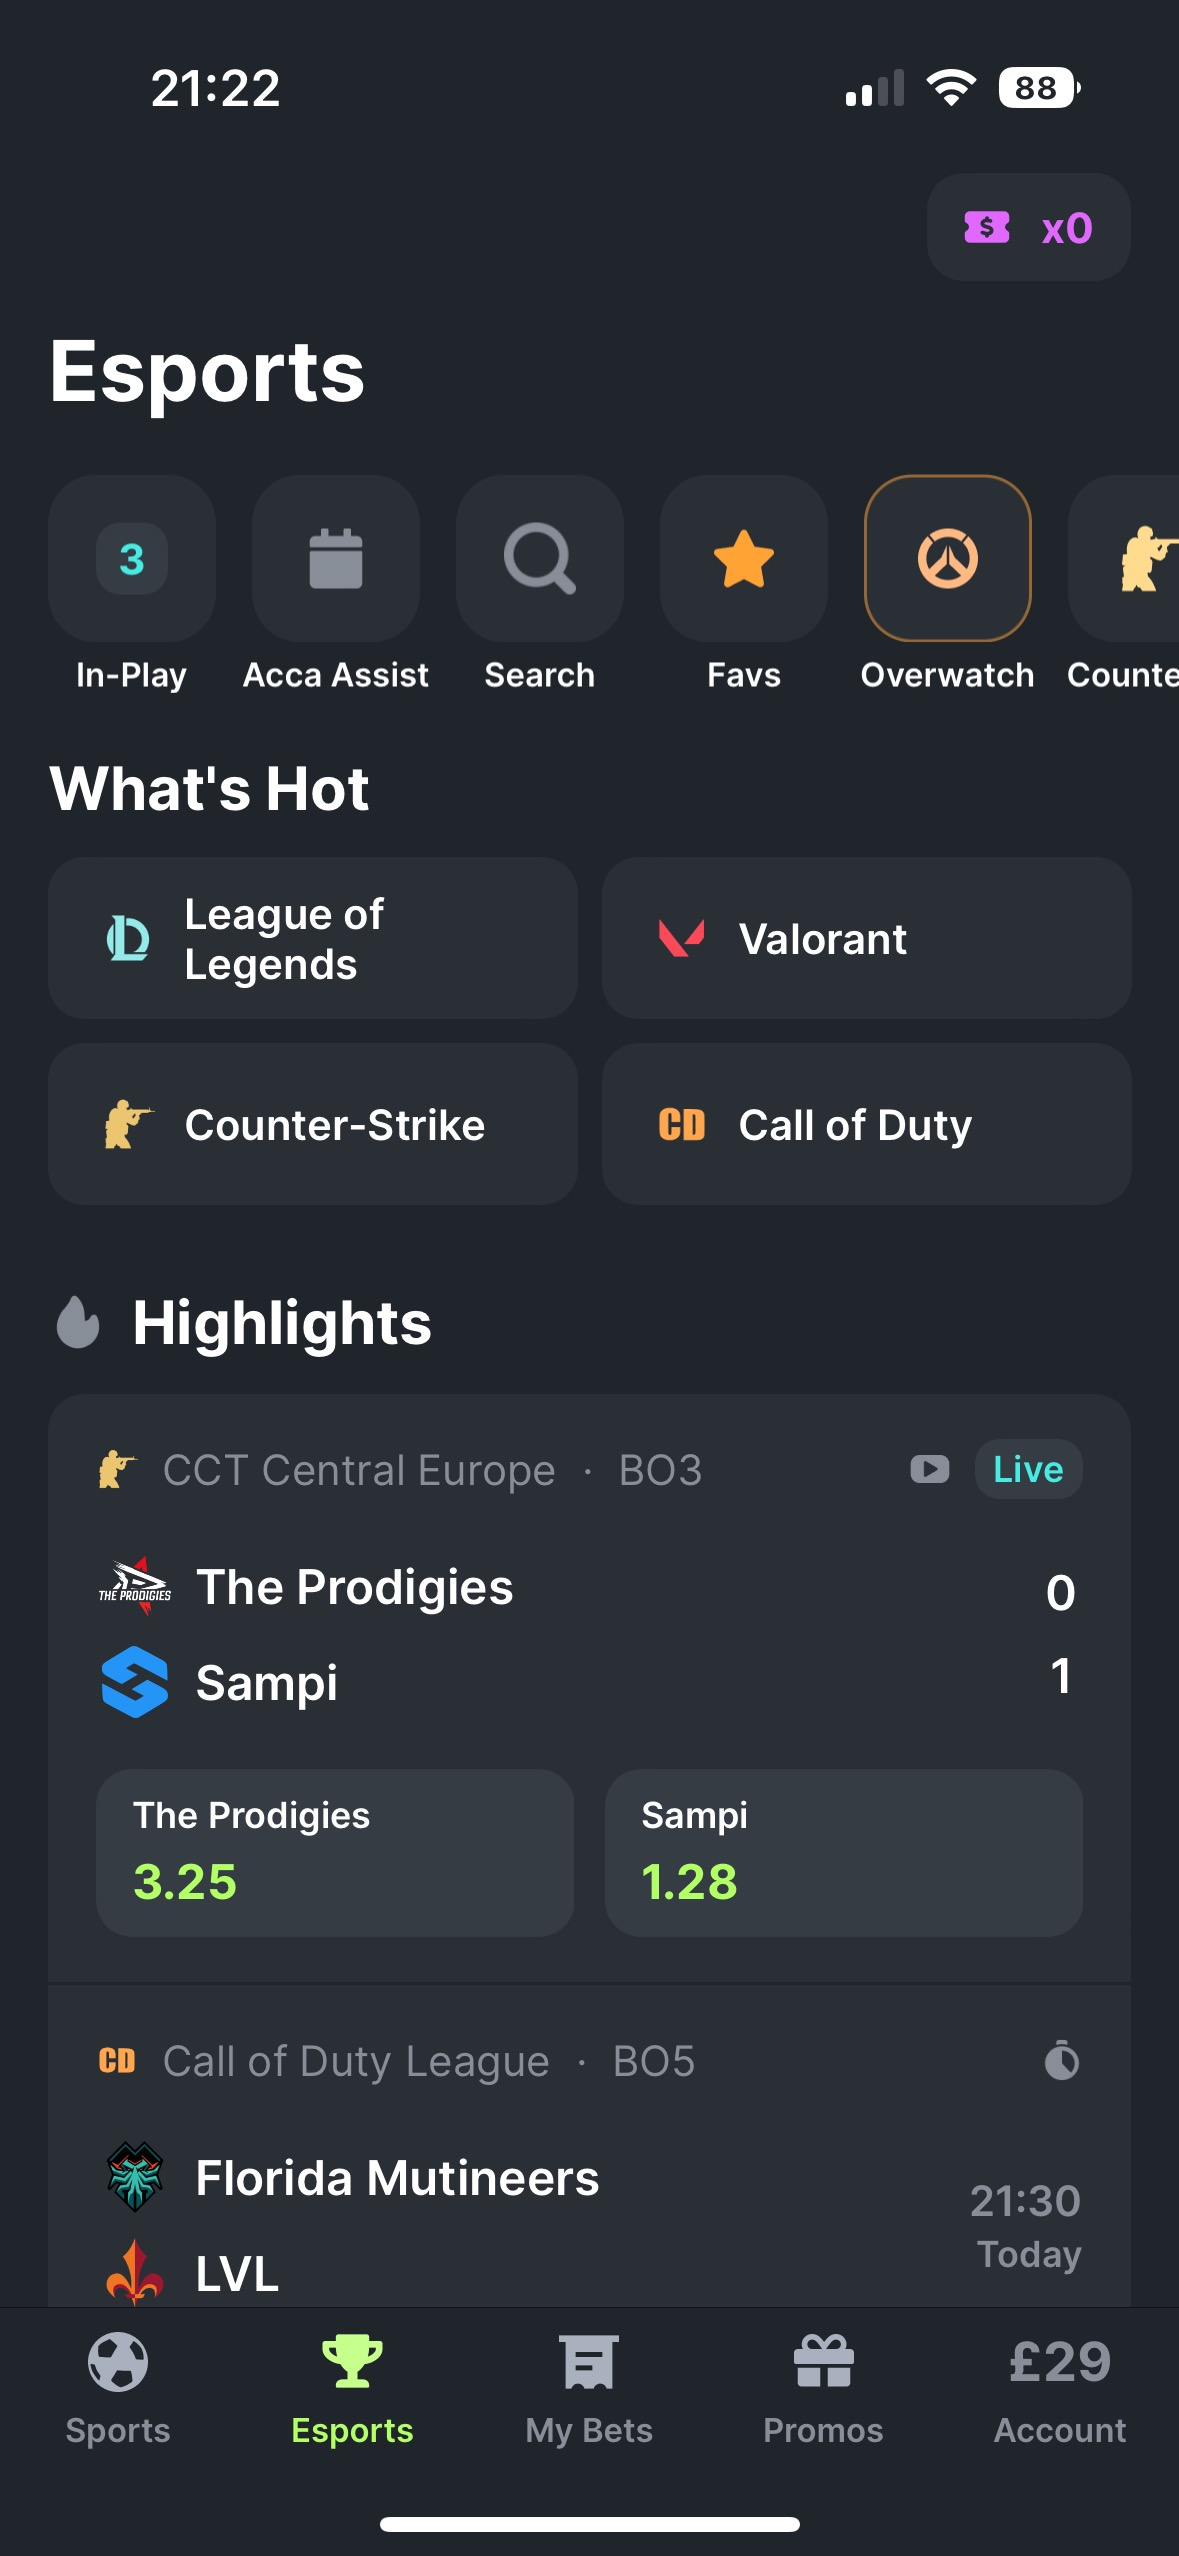 21:22
88
$ x0
Esports
3
In-Play
Acca Assist
Search
Favs
Overwatch
Counte
What's Hot
League of
Legends
Valorant
Counter-Strike
CD Call of Duty
Highlights
CCT Central Europe · BO3
Live
THE PRODIGIES
The Prodigies
0
Sampi
1
The Prodigies
3.25
Sampi
1.28
CD Call of Duty League · BO5
Florida Mutineers
21:30
Today
LVL
Sports
Esports
My Bets
Promos
£29
Account